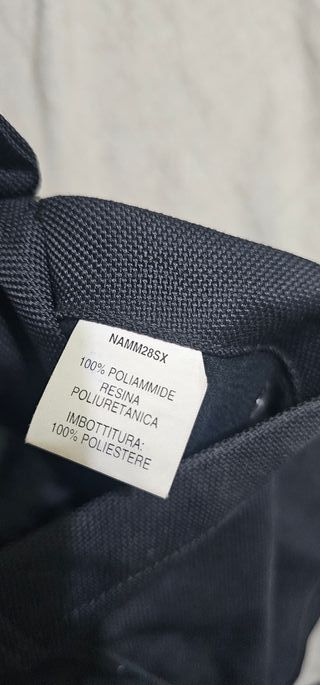 NAMM28SX
100% POLIAMMIDE
RESINA
POLIURETANICA
IMBOTTITURA:
100% POLIESTERE